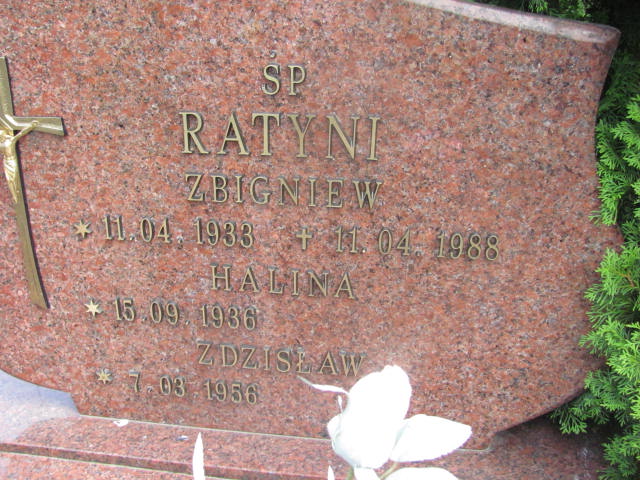 ŚP
RATYNI
ZBIGNIEW
* 11.04.1933 + 11.04.1988
HALINA
* 15.09.1936
ZDZISŁAW
* 7.03.1956